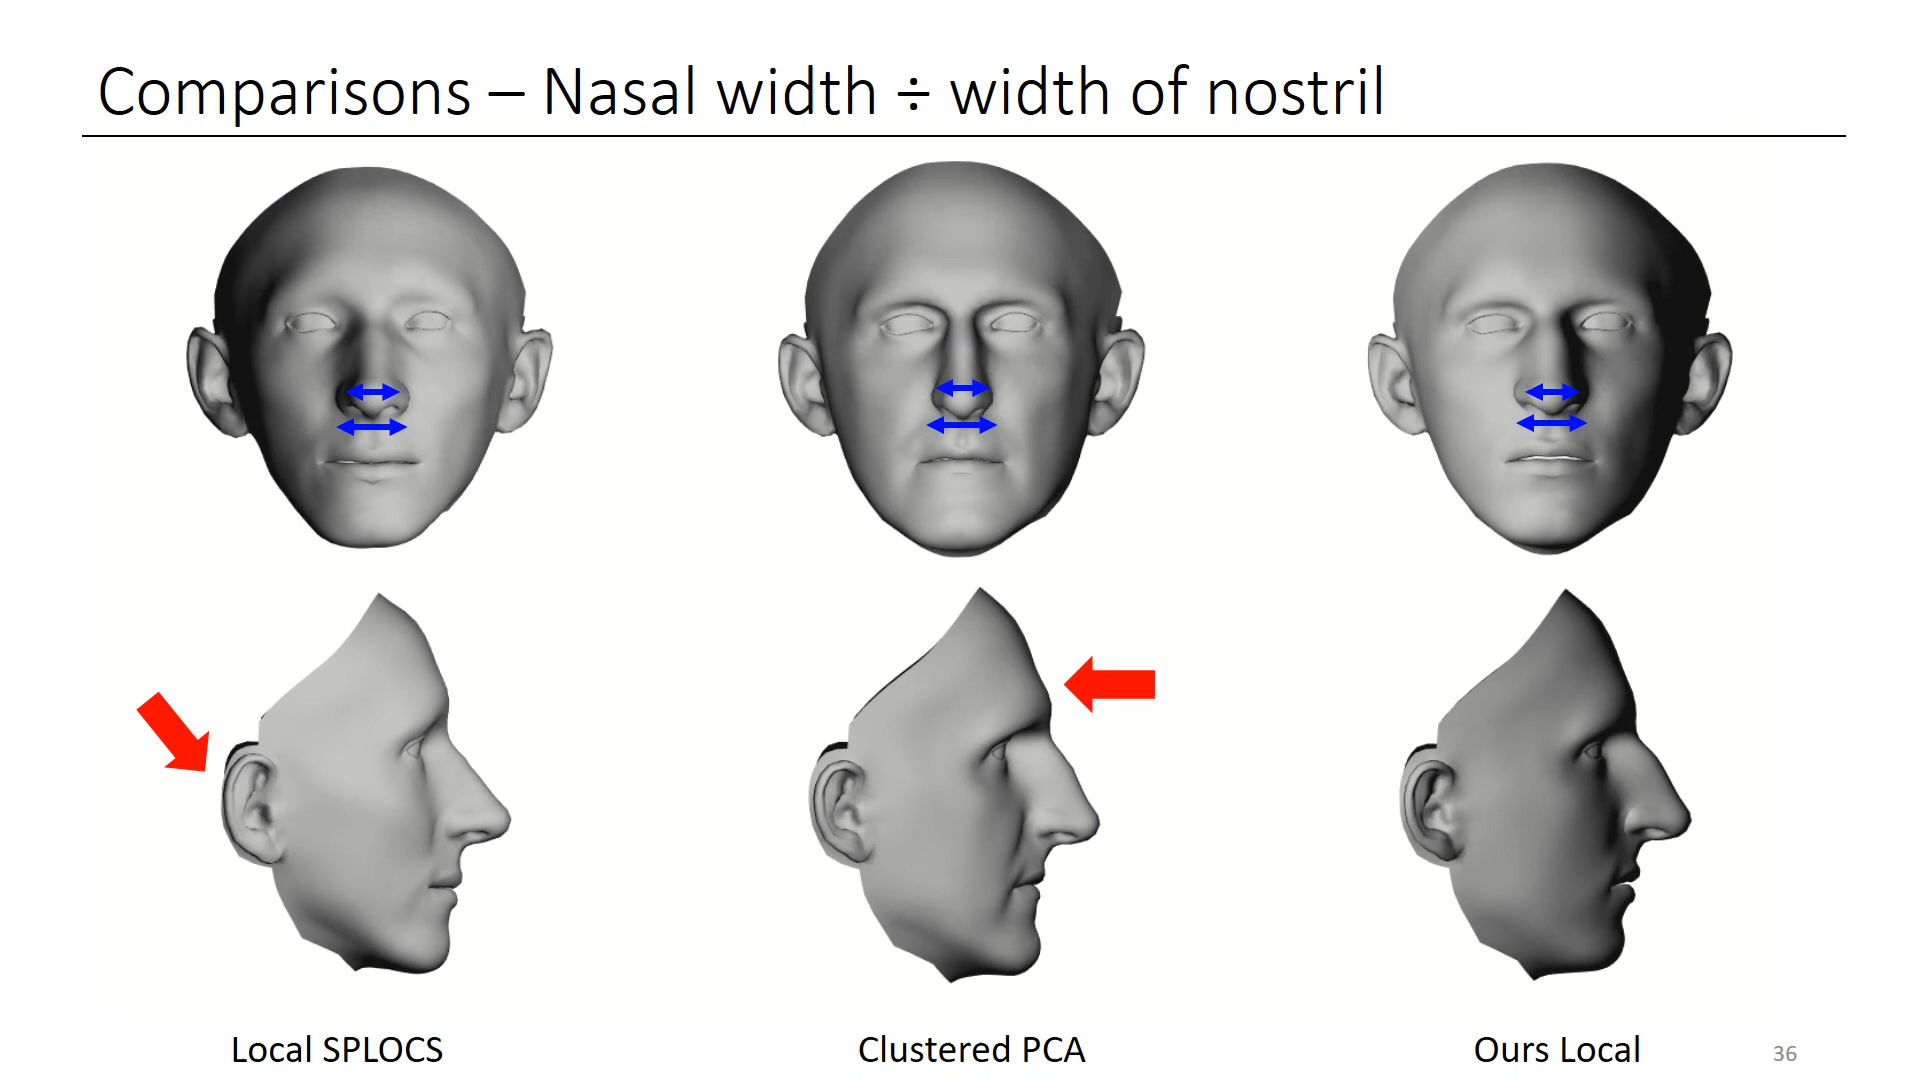 Comparisons – Nasal width ÷ width of nostril
Local SPLOCS
Clustered PCA
Ours Local
36